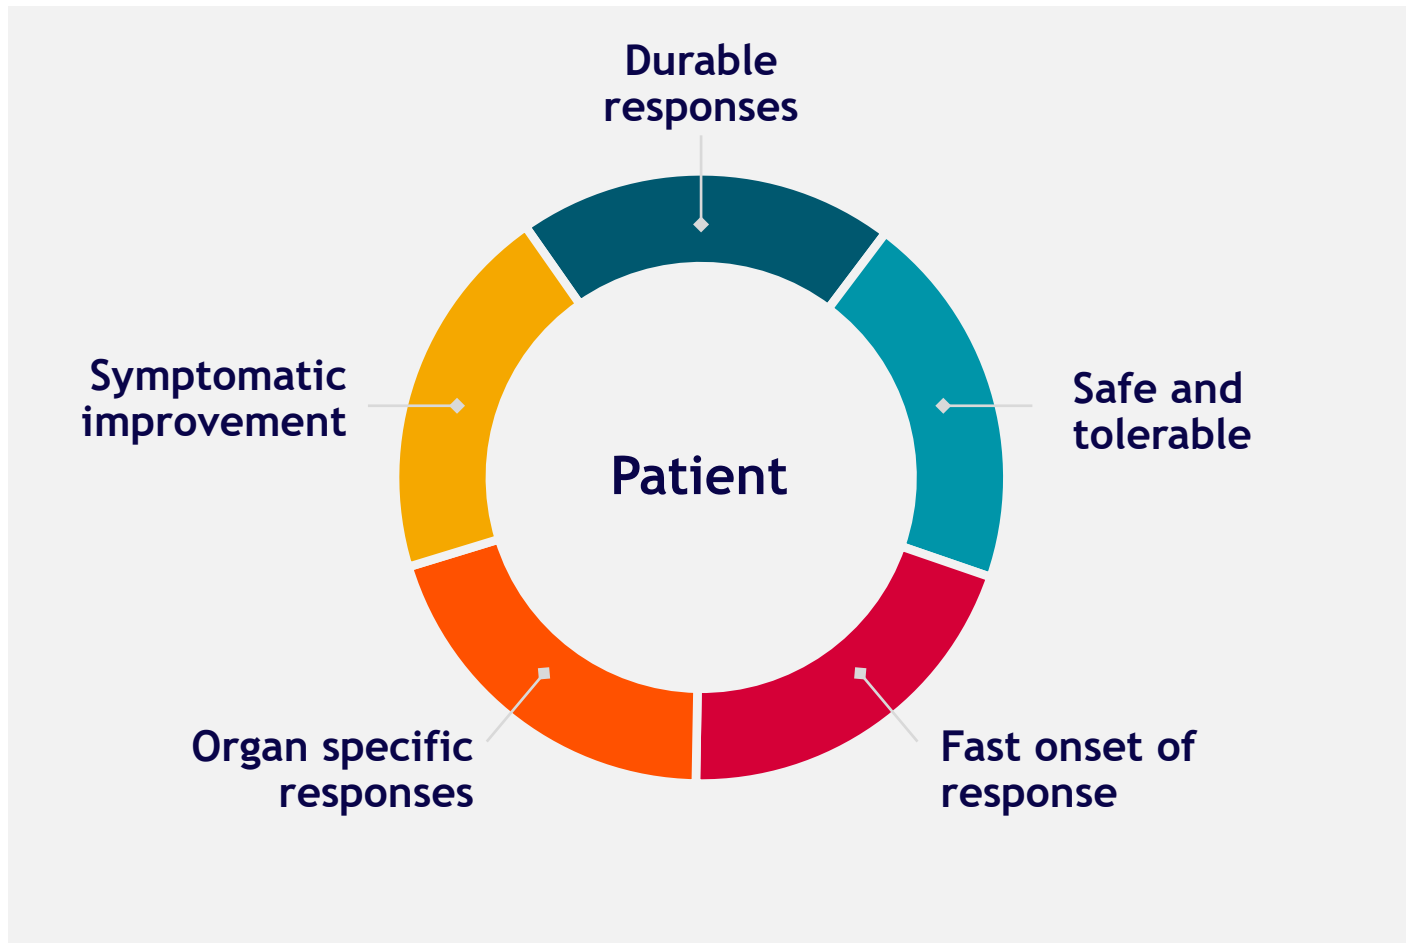 Durable
responses
Symptomatic
improvement
Safe and
tolerable
Patient
Organ specific
responses
Fast onset of
response